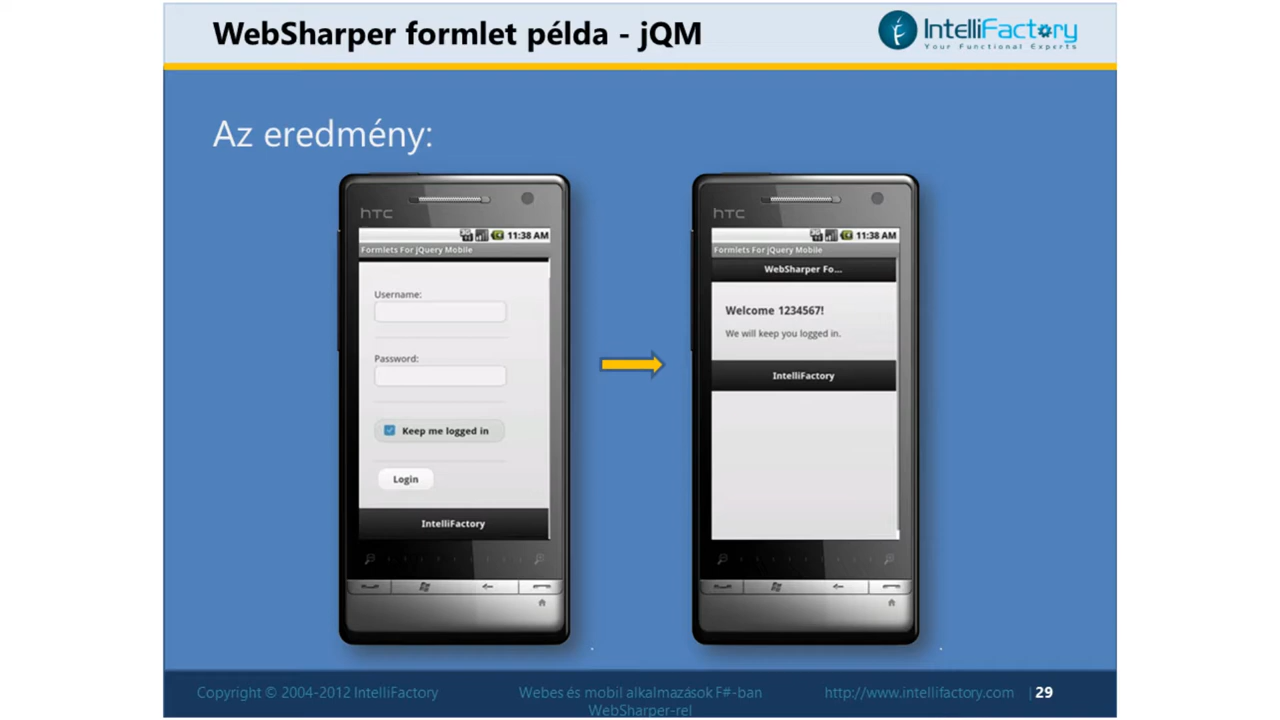 WebSharper formlet példa - jQM
IntelliFactory
Your Functional Experts
Az eredmény:
hTC
11:38 AM
Formlets For jQuery Mobile
Username:
Password:
Keep me logged in
Login
IntelliFactory
hTC
11:38 AM
Formlets For jQuery Mobile
WebSharper Fo...
Welcome 1234567!
We will keep you logged in.
IntelliFactory
Copyright © 2004-2012 IntelliFactory
Webes és mobil alkalmazások F#-ban
WebSharper-rel
http://www.intellifactory.com | 29